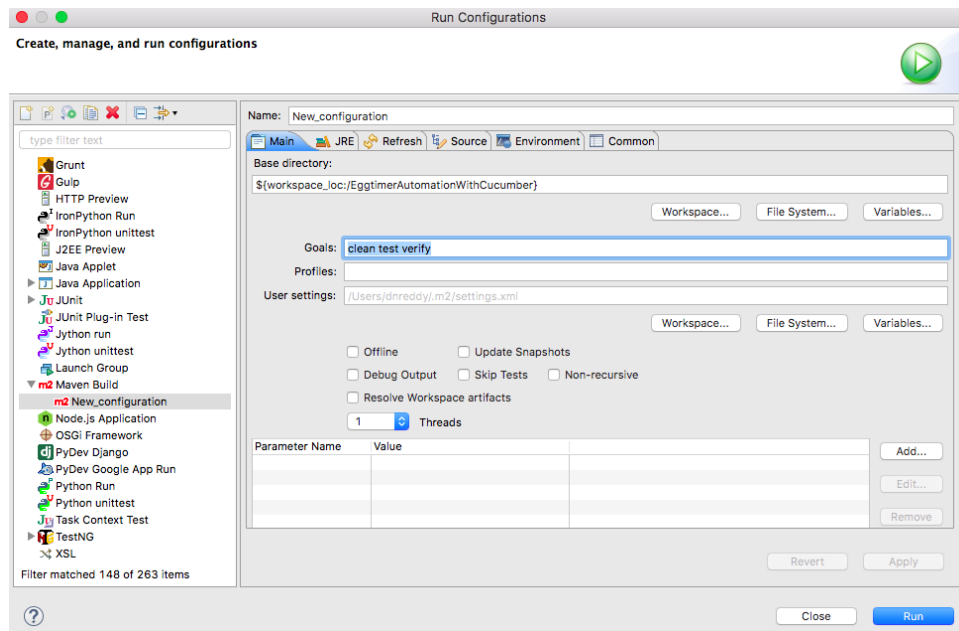 Run Configurations
Create, manage, and run configurations
type filter text
Grunt
Gulp
HTTP Preview
IronPython Run
IronPython unittest
J2EE Preview
Java Applet
Java Application
JUnit
JUnit Plug-in Test
Jython run
Jython unittest
Launch Group
m2 Maven Build
m2 New_configuration
Node.js Application
OSGi Framework
PyDev Django
PyDev Google App Run
Python Run
Python unittest
Task Context Test
TestNG
XSL
Filter matched 148 of 263 items
Name: New_configuration
Main JRE Refresh Source Environment Common
Base directory:
${workspace_loc:/EggtimerAutomationWithCucumber}
Workspace... File System... Variables...
Goals: clean test verify
Profiles:
User settings: /Users/dnreddy/.m2/settings.xml
Workspace... File System... Variables...
Offline Update Snapshots
Debug Output Skip Tests Non-recursive
Resolve Workspace artifacts
1 Threads
Parameter Name Value
Add...
Edit...
Remove
Revert Apply
? Close Run